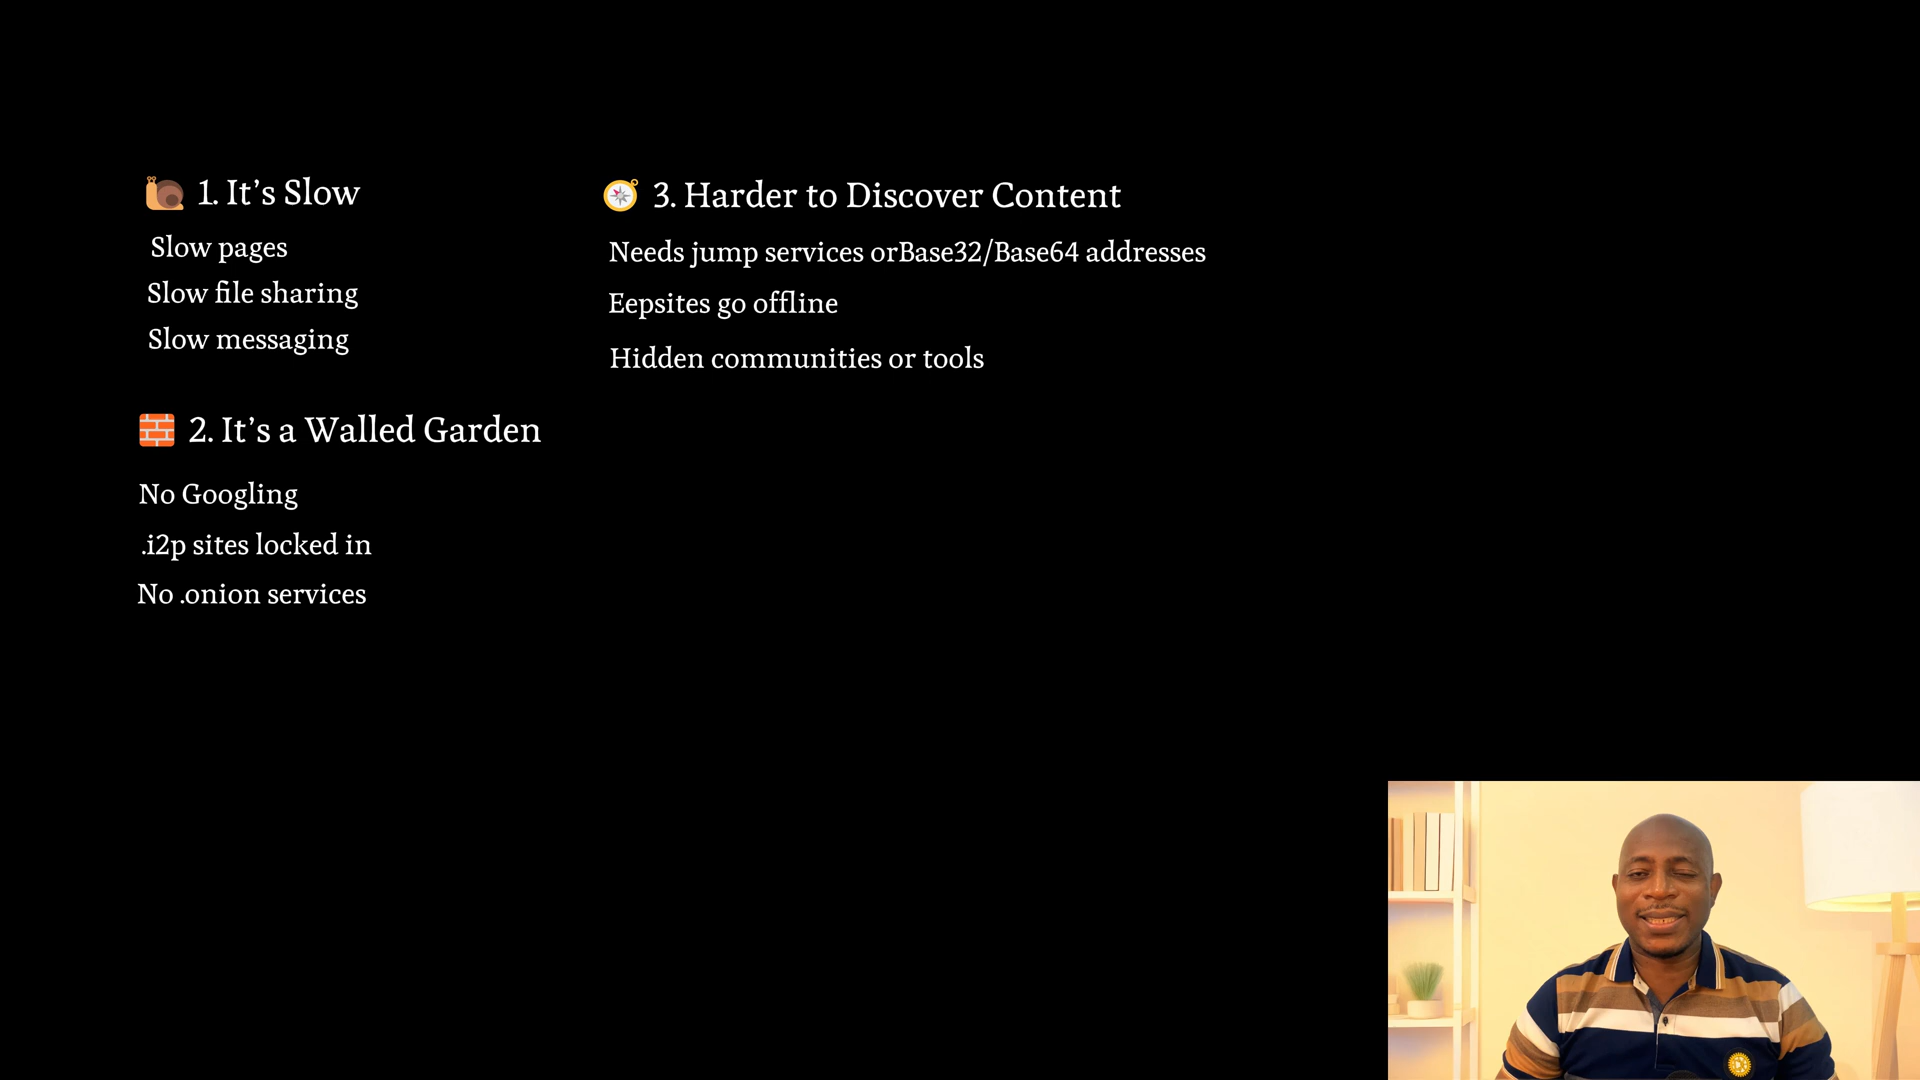 1. It’s Slow
Slow pages
Slow file sharing
Slow messaging
2. It’s a Walled Garden
No Googling
.i2p sites locked in
No .onion services
3. Harder to Discover Content
Needs jump services orBase32/Base64 addresses
Eepsites go offline
Hidden communities or tools